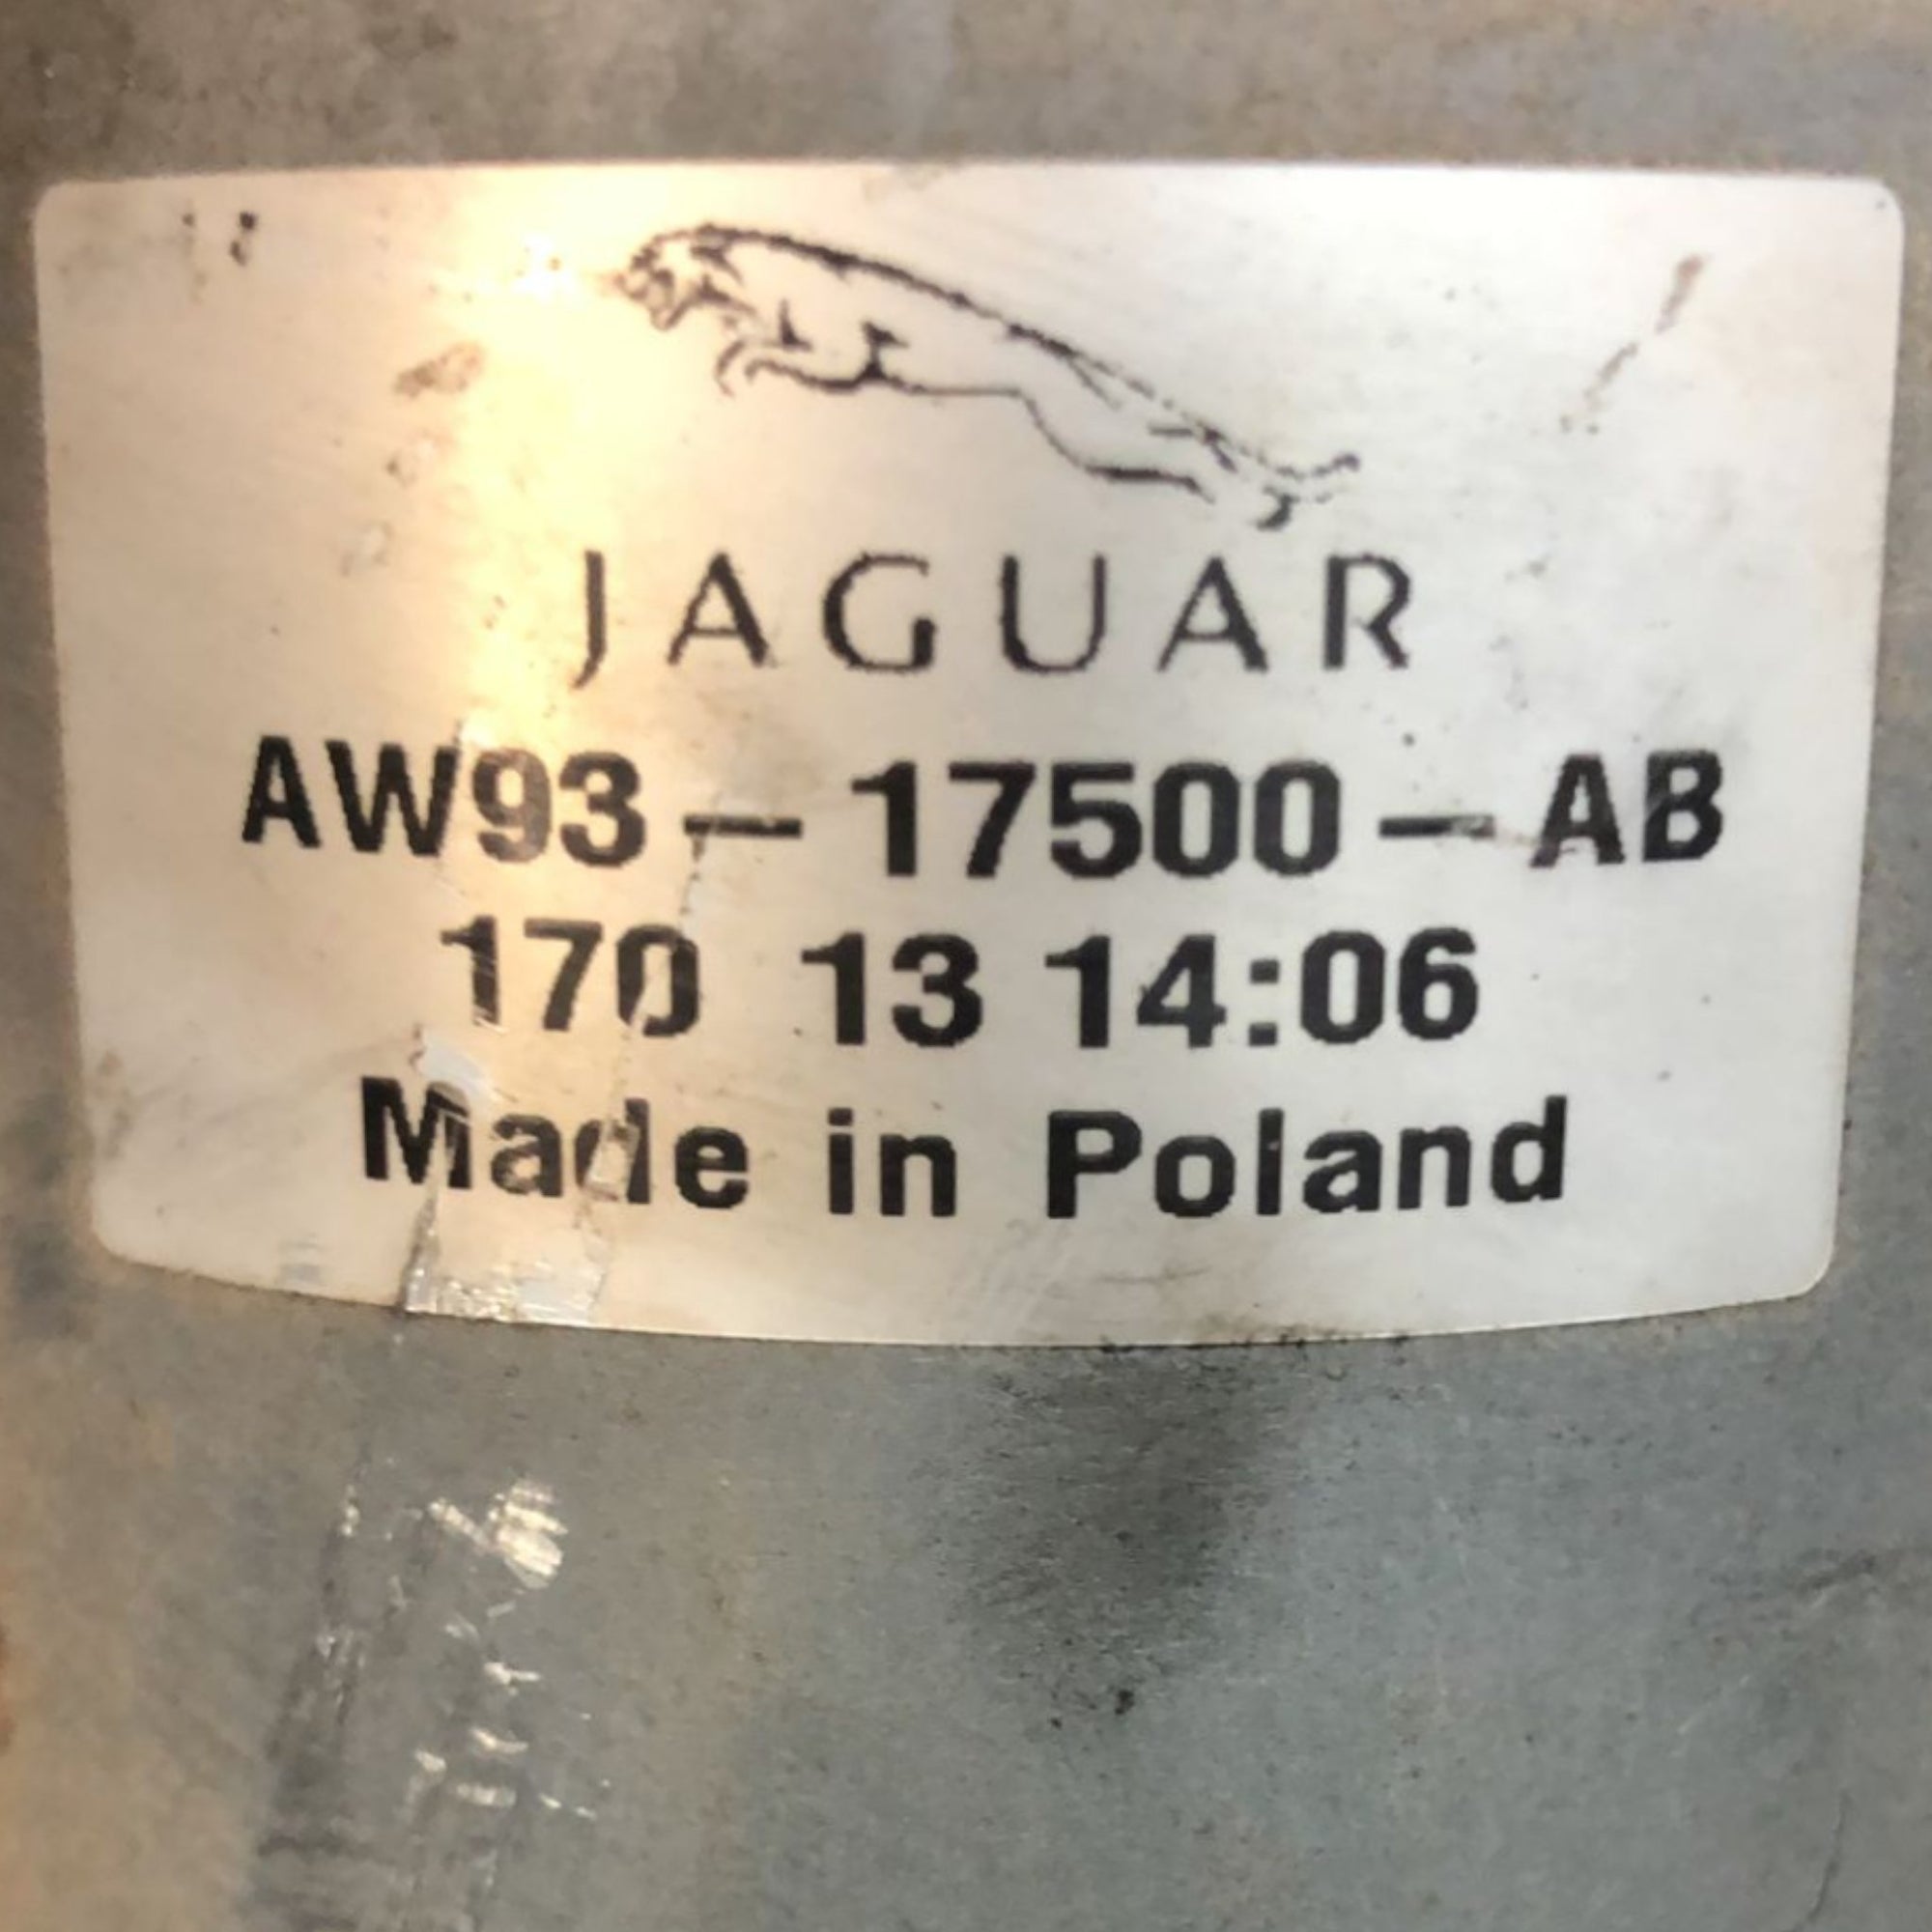 JAGUAR
AW93-17500-AB
170 13 14:06
Made in Poland